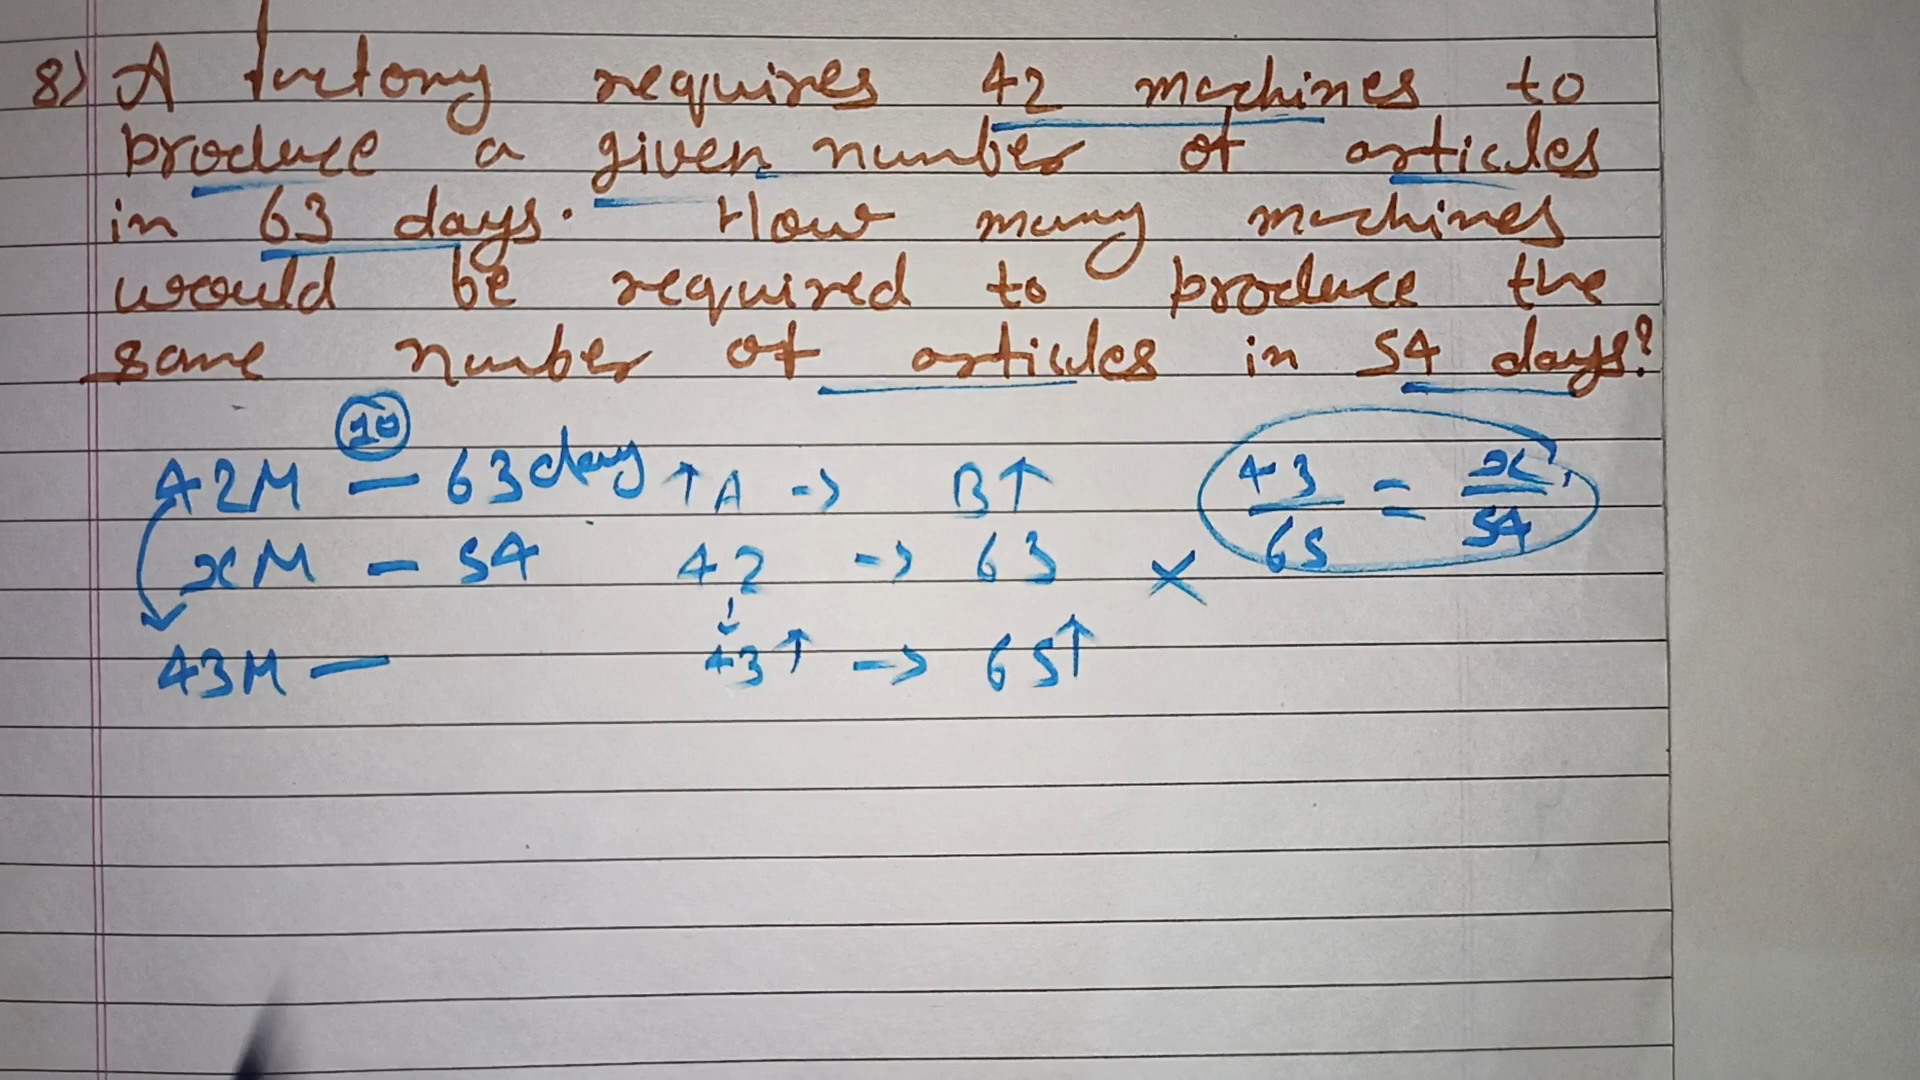 8) A factory requires 42 machines to
produce a given number of articles
in 63 days. How many machines
would be required to produce the
same number of articles in 54 days?
10
42M — 63day ↑A -> B↑ 43/65 = x/54
xM — 54 42 -> 63 ×
43M — 43↑ -> 65↑